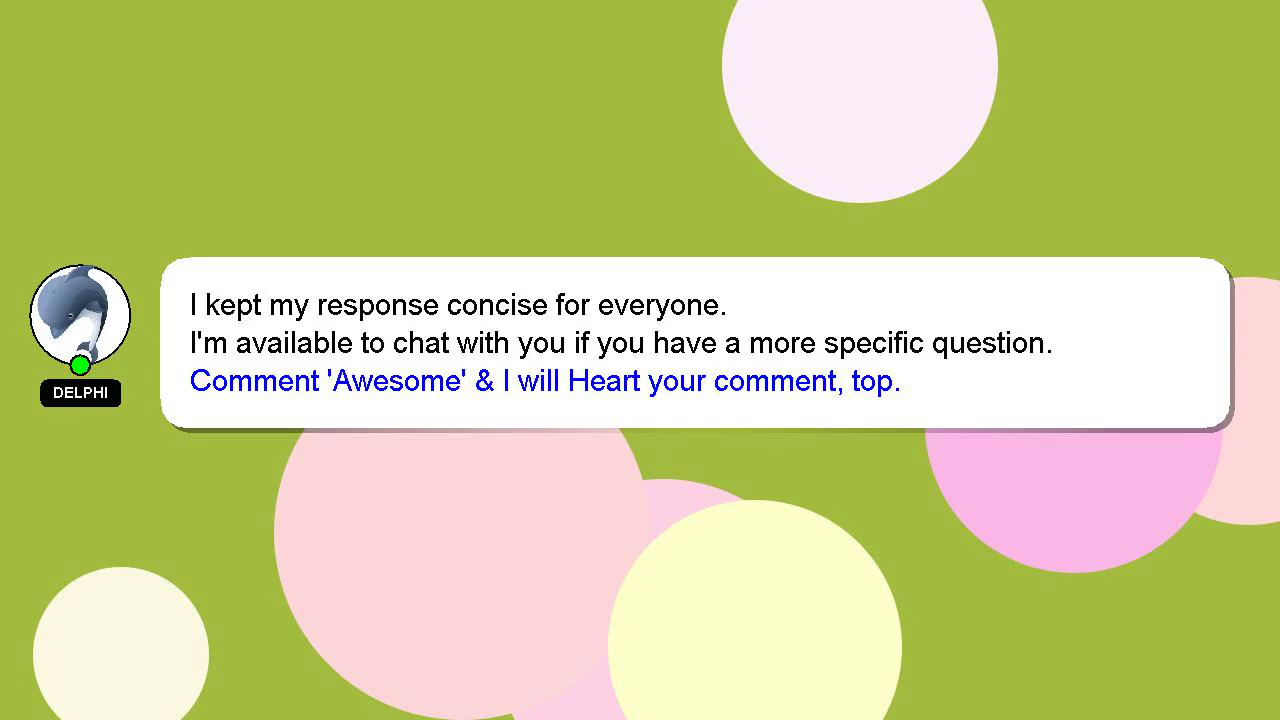 I kept my response concise for everyone.
I'm available to chat with you if you have a more specific question.
Comment 'Awesome' & I will Heart your comment, top.
DELPHI